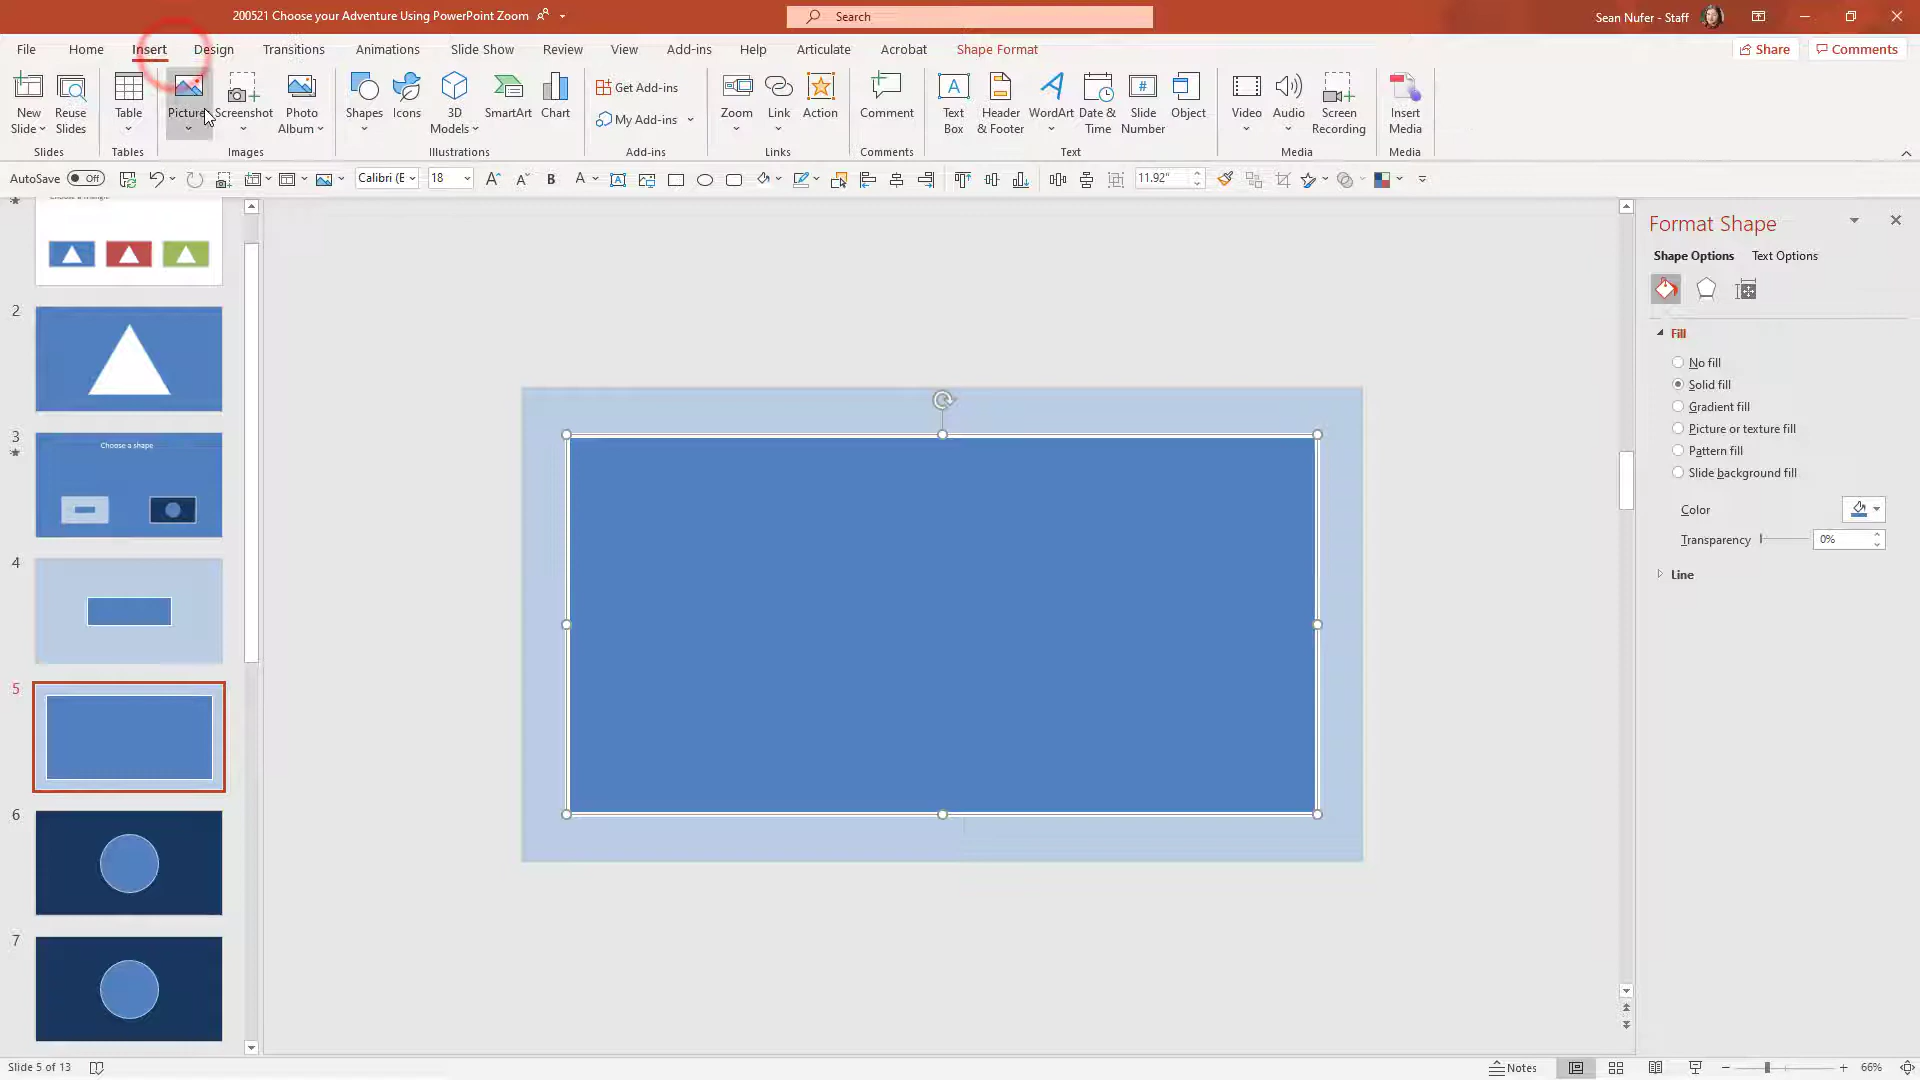 200521 Choose your Adventure Using PowerPoint Zoom
Search
Sean Nufer - Staff
File Home Insert Design Transitions Animations Slide Show Review View Add-ins Help Articulate Acrobat Shape Format Share Comments
New Slide
Reuse Slides
Table
Pictures
Screenshot
Photo Album
Shapes
Icons
3D Models
SmartArt
Chart
Get Add-ins
My Add-ins
Zoom
Link
Action
Comment
Text Box
Header & Footer
WordArt
Date & Time
Slide Number
Object
Video
Audio
Screen Recording
Insert Media
Slides Tables Images Illustrations Add-ins Links Comments Text Media Media
AutoSave Off Calibri (E 18 B A 11.92"
Format Shape
Shape Options Text Options
Fill
No fill
Solid fill
Gradient fill
Picture or texture fill
Pattern fill
Slide background fill
Color
Transparency 0%
Line
2
3
Choose a shape
4
5
6
7
Slide 5 of 13
Notes
66%